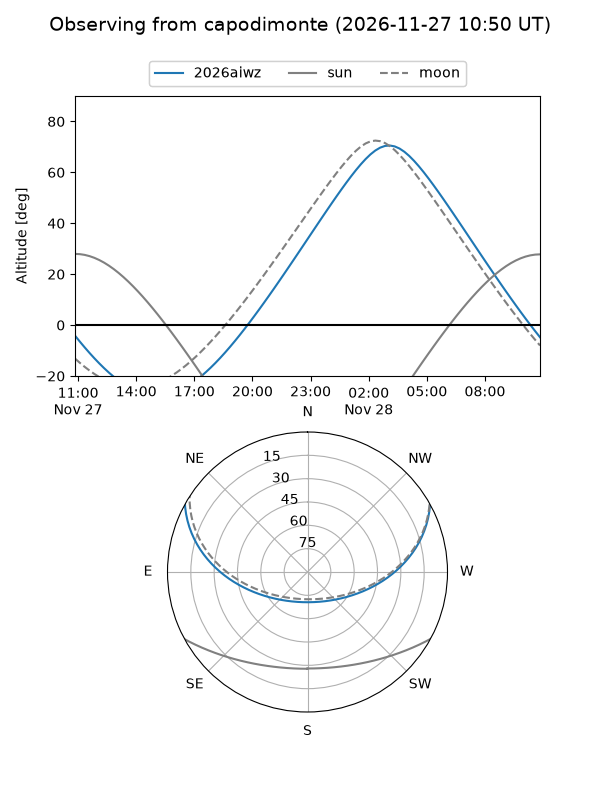 Observing from capodimonte (2026-11-27 10:50 UT)
2026aiwz sun moon
80
60
40
20
0
−20
Altitude [deg]
11:00 14:00 17:00 20:00 23:00 02:00 05:00 08:00
Nov 27 Nov 28
N
NE NW
15
30
45
60
75
E W
SE SW
S